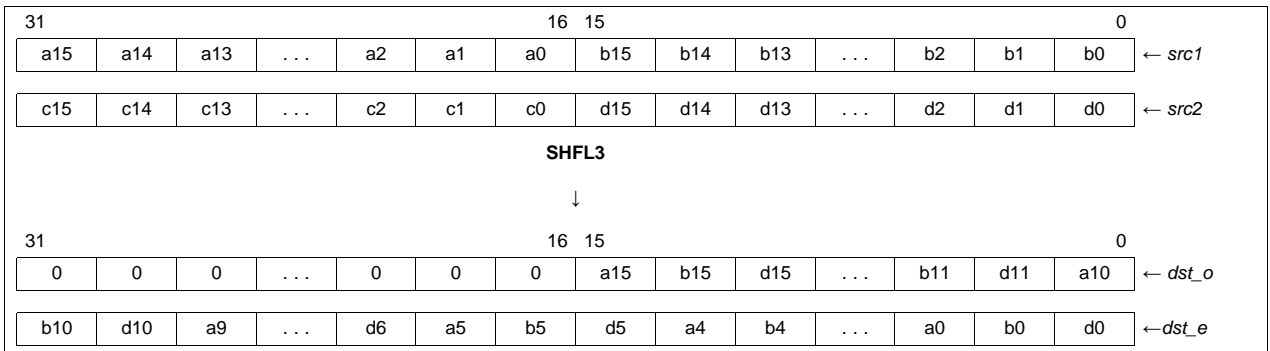 31 16 15 0
a15 a14 a13 . . . a2 a1 a0 b15 b14 b13 . . . b2 b1 b0 ← src1
c15 c14 c13 . . . c2 c1 c0 d15 d14 d13 . . . d2 d1 d0 ← src2
SHFL3
↓
31 16 15 0
0 0 0 . . . 0 0 0 a15 b15 d15 . . . b11 d11 a10 ← dst_o
b10 d10 a9 . . . d6 a5 b5 d5 a4 b4 . . . a0 b0 d0 ←dst_e